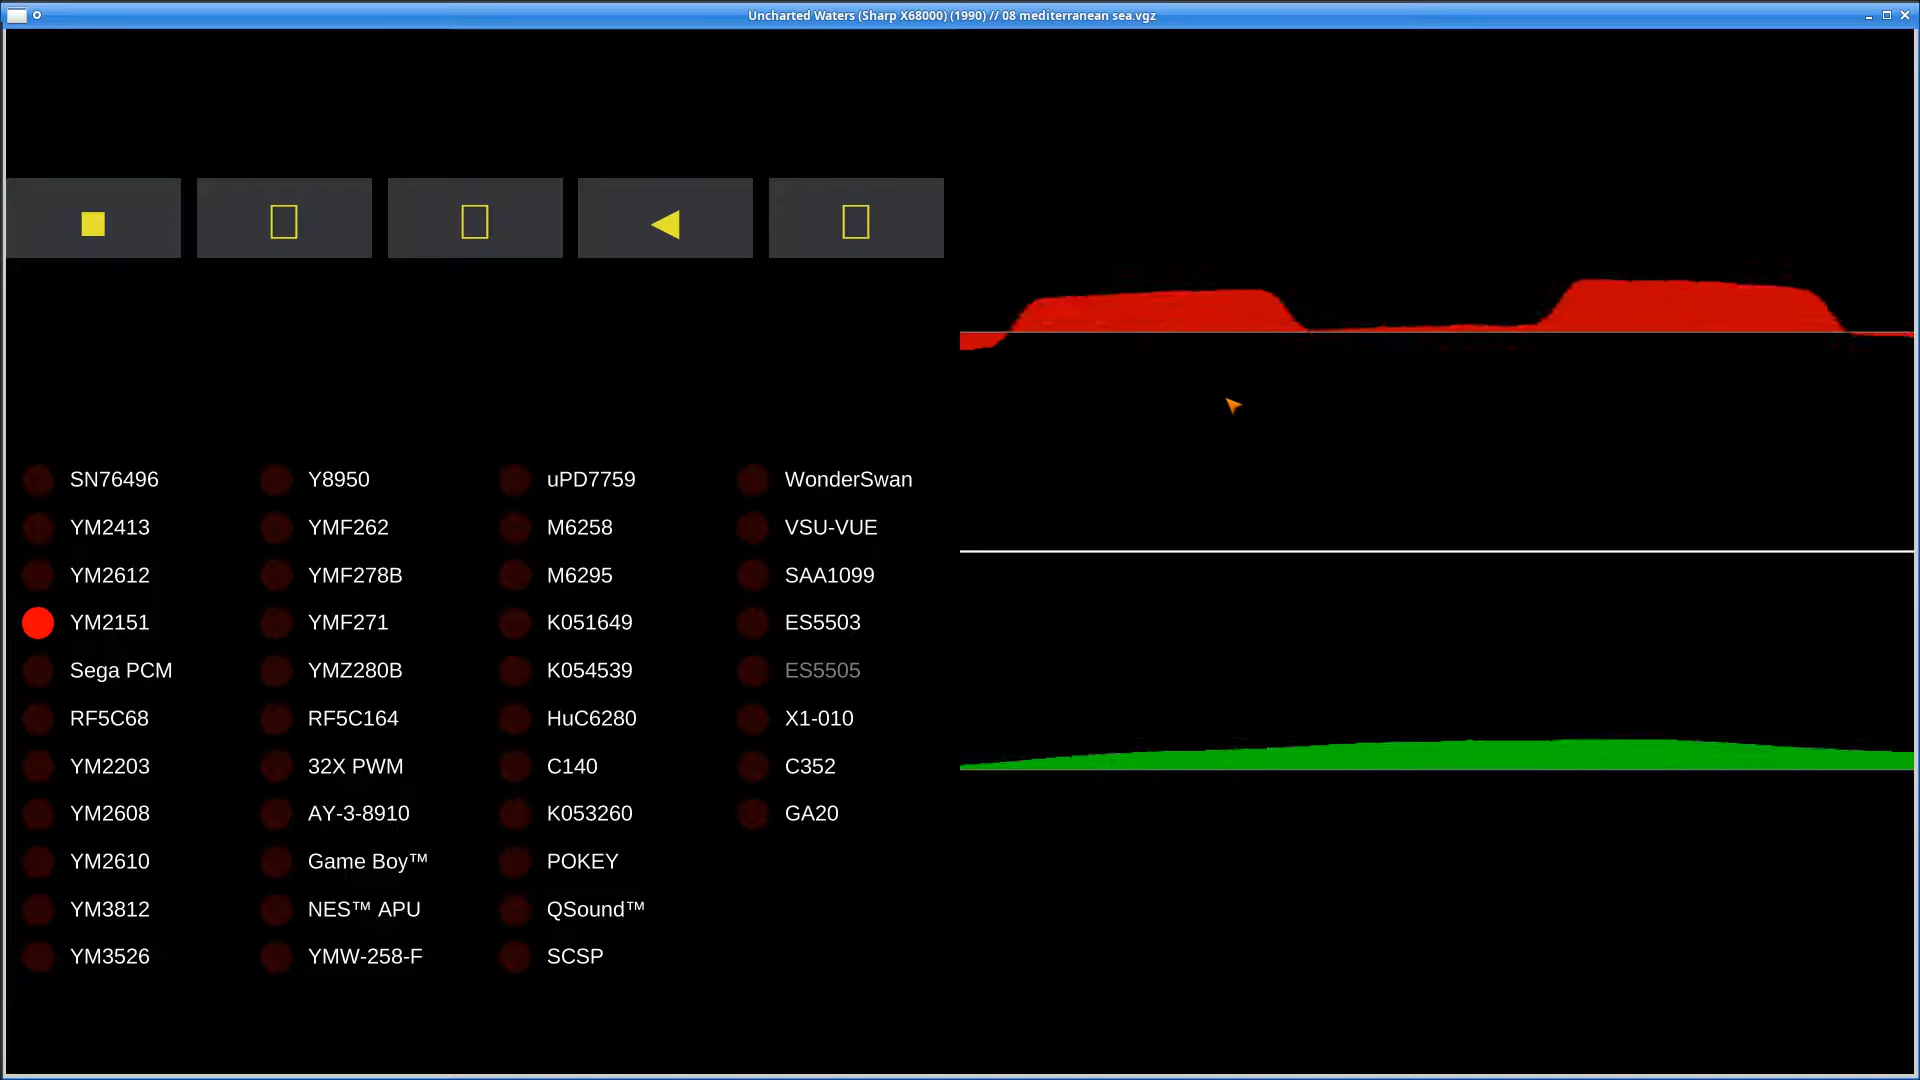 Uncharted Waters (Sharp X68000) (1990) // 08 mediterranean sea.vgz
SN76496
YM2413
YM2612
YM2151
Sega PCM
RF5C68
YM2203
YM2608
YM2610
YM3812
YM3526
Y8950
YMF262
YMF278B
YMF271
YMZ280B
RF5C164
32X PWM
AY-3-8910
Game Boy™
NES™ APU
YMW-258-F
uPD7759
M6258
M6295
K051649
K054539
HuC6280
C140
K053260
POKEY
QSound™
SCSP
WonderSwan
VSU-VUE
SAA1099
ES5503
ES5505
X1-010
C352
GA20